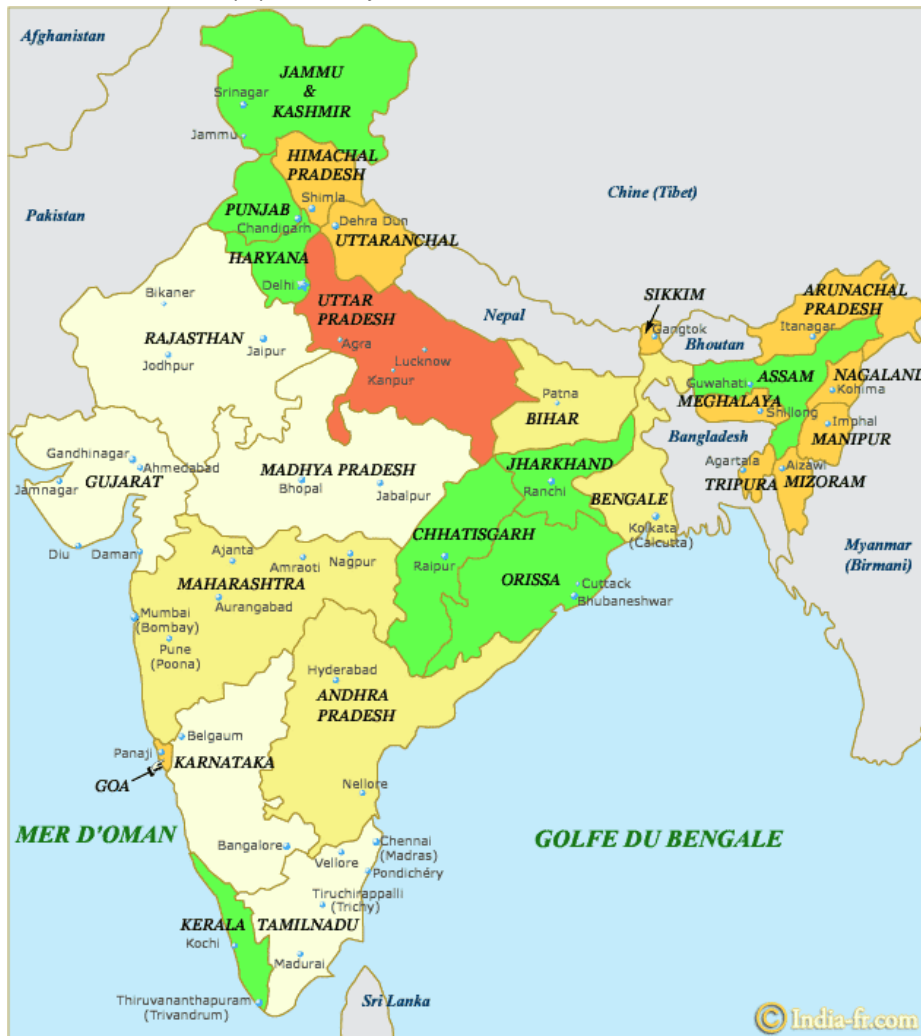 Afghanistan
JAMMU
&
KASHMIR
Srinagar
Jammu
HIMACHAL
PRADESH
Shimla
Chine (Tibet)
Pakistan
PUNJAB
Chandigarh
Dehra Dun
UTTARANCHAL
HARYANA
Delhi
Bikaner
UTTAR
PRADESH
Nepal
SIKKIM
Gangtok
ARUNACHAL
PRADESH
Itanagar
Bhoutan
RAJASTHAN
Jaipur
Jodhpur
Agra
Lucknow
Kanpur
Guwahati
ASSAM
NAGALAND
Kohima
MEGHALAYA
Shillong
Patna
BIHAR
Imphal
MANIPUR
Bangladesh
Gandhinagar
Ahmedabad
GUJARAT
Jamnagar
MADHYA PRADESH
Bhopal
Jabalpur
JHARKHAND
Ranchi
BENGALE
Agartala
TRIPURA
Aizawl
MIZORAM
Kolkata
(Calcutta)
Diu
Daman
Ajanta
Amraoti
Nagpur
CHHATISGARH
Raipur
Myanmar
(Birmani)
MAHARASHTRA
Aurangabad
ORISSA
Cuttack
Bhubaneshwar
Mumbai
(Bombay)
Pune
(Poona)
Hyderabad
ANDHRA
PRADESH
Belgaum
Panaji
KARNATAKA
GOA
Nellore
MER D'OMAN
GOLFE DU BENGALE
Bangalore
Chennai
(Madras)
Vellore
Pondichéry
Tiruchirappalli
(Trichy)
KERALA
TAMILNADU
Kochi
Madurai
Thiruvananthapuram
(Trivandrum)
Sri Lanka
© India-fr.com